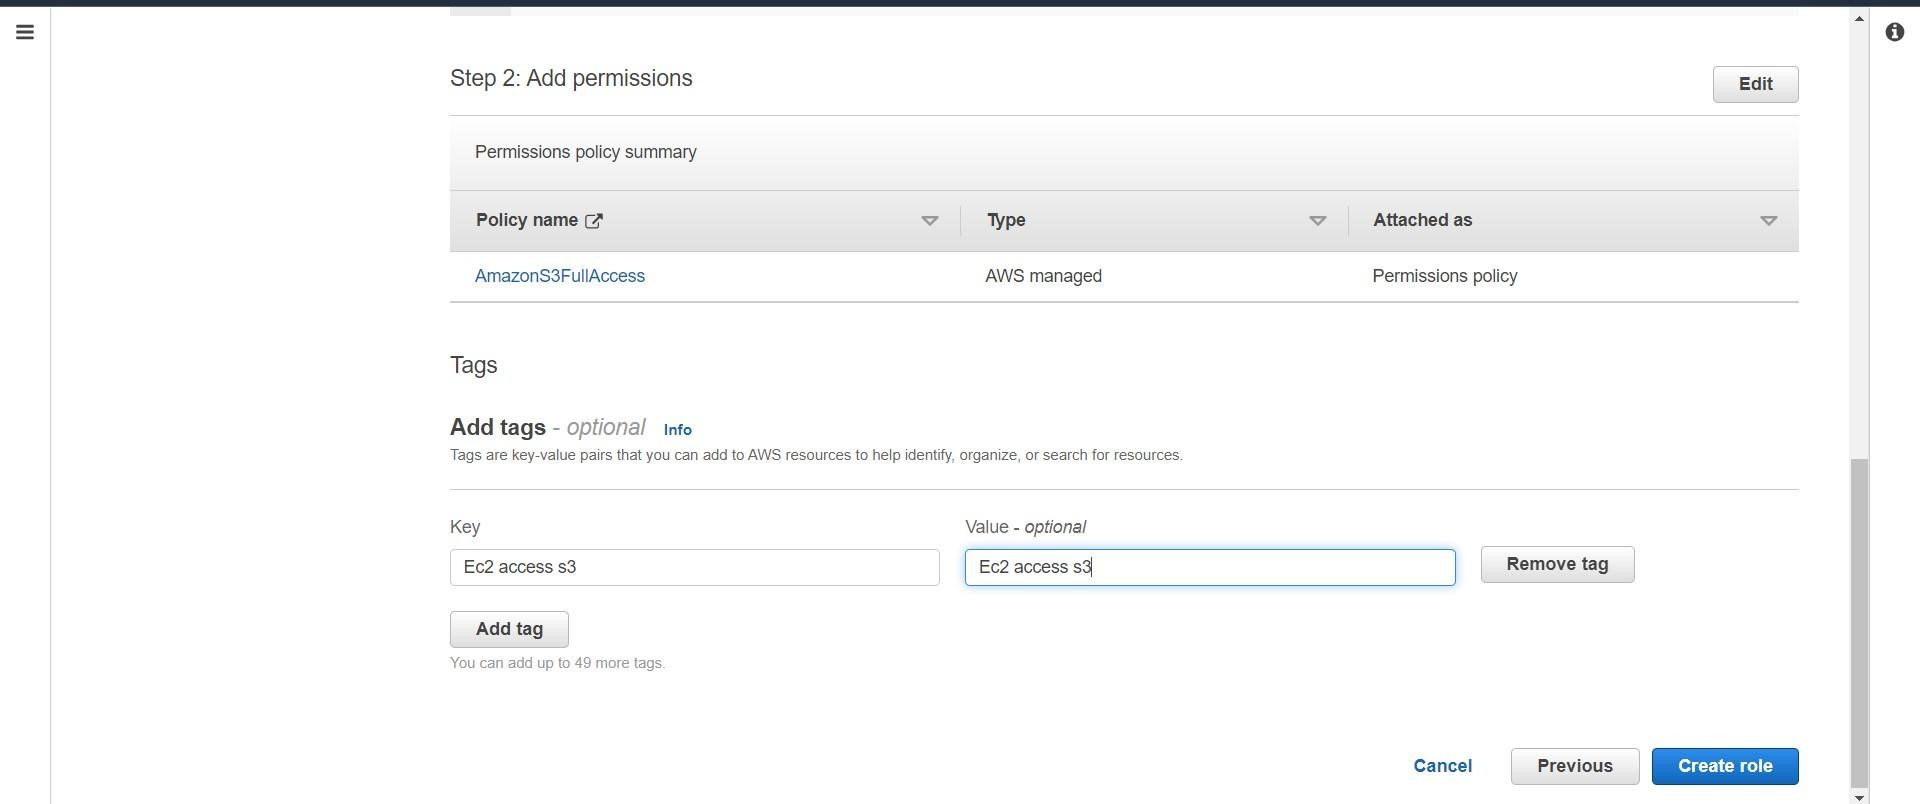 Step 2: Add permissions
Edit
Permissions policy summary
Policy name Type Attached as
AmazonS3FullAccess AWS managed Permissions policy
Tags
Add tags - optional Info
Tags are key-value pairs that you can add to AWS resources to help identify, organize, or search for resources.
Key Value - optional
Ec2 access s3 Ec2 access s3 Remove tag
Add tag
You can add up to 49 more tags.
Cancel Previous Create role